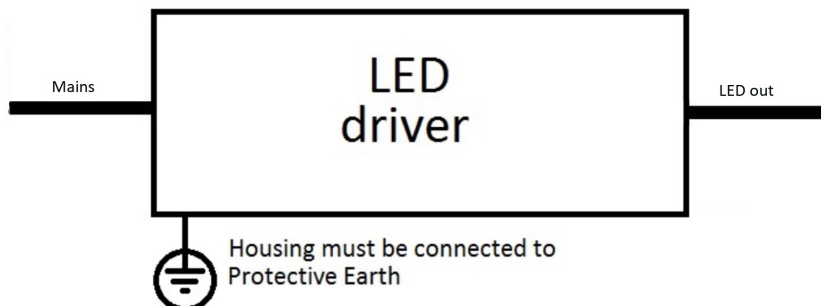 Mains
LED
driver
LED out
Housing must be connected to
Protective Earth